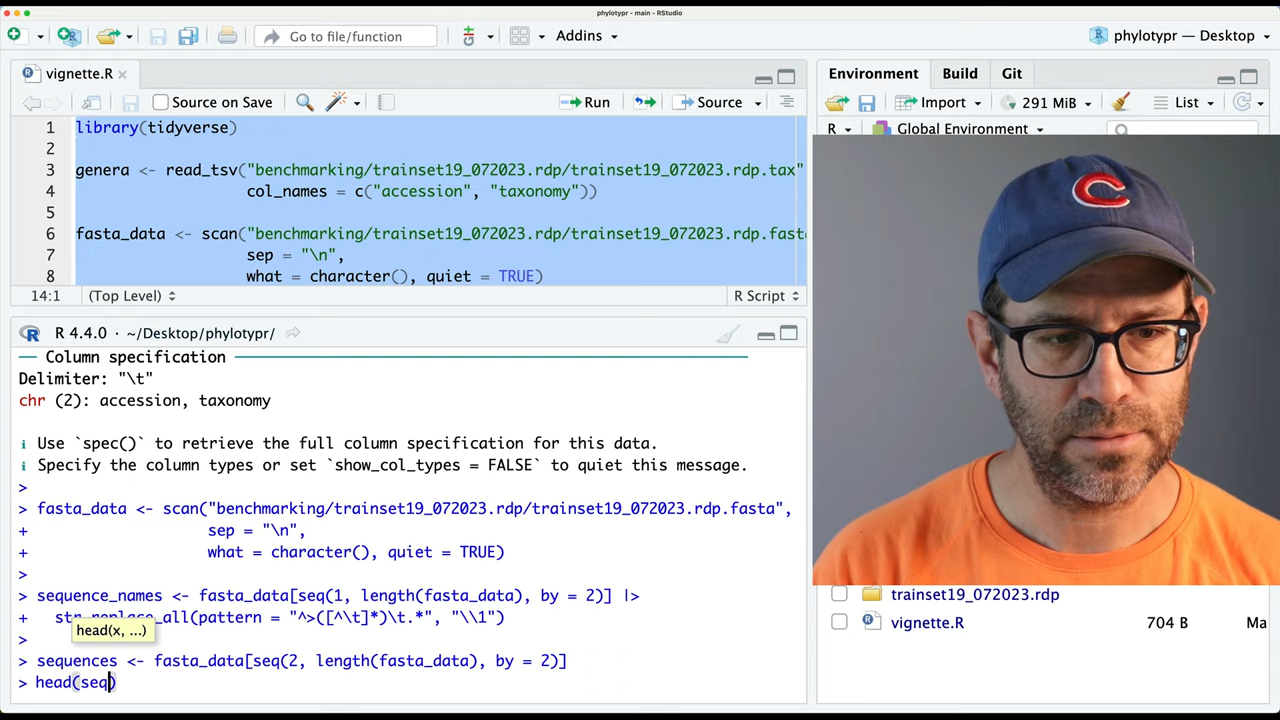 phylotypr - main - RStudio
Go to file/function
Addins
phylotypr — Desktop
vignette.R
Source on Save
Run
Source
1 library(tidyverse)
2
3 genera <- read_tsv("benchmarking/trainset19_072023.rdp/trainset19_072023.rdp.tax"
4 col_names = c("accession", "taxonomy"))
5
6 fasta_data <- scan("benchmarking/trainset19_072023.rdp/trainset19_072023.rdp.fast
7 sep = "\n",
8 what = character(), quiet = TRUE)
14:1
(Top Level)
R Script
R 4.4.0 · ~/Desktop/phylotypr/
— Column specification
Delimiter: "\t"
chr (2): accession, taxonomy
i Use `spec()` to retrieve the full column specification for this data.
i Specify the column types or set `show_col_types = FALSE` to quiet this message.
>
> fasta_data <- scan("benchmarking/trainset19_072023.rdp/trainset19_072023.rdp.fasta",
+ sep = "\n",
+ what = character(), quiet = TRUE)
>
> sequence_names <- fasta_data[seq(1, length(fasta_data), by = 2)] |>
+ str_replace_all(pattern = "^>([^\t]*)\t.*", "\\1")
head(x, ...)
>
> sequences <- fasta_data[seq(2, length(fasta_data), by = 2)]
> head(seq)
Environment
Build
Git
Import
291 MiB
List
R
Global Environment
trainset19_072023.rdp
vignette.R
704 B
Ma
C